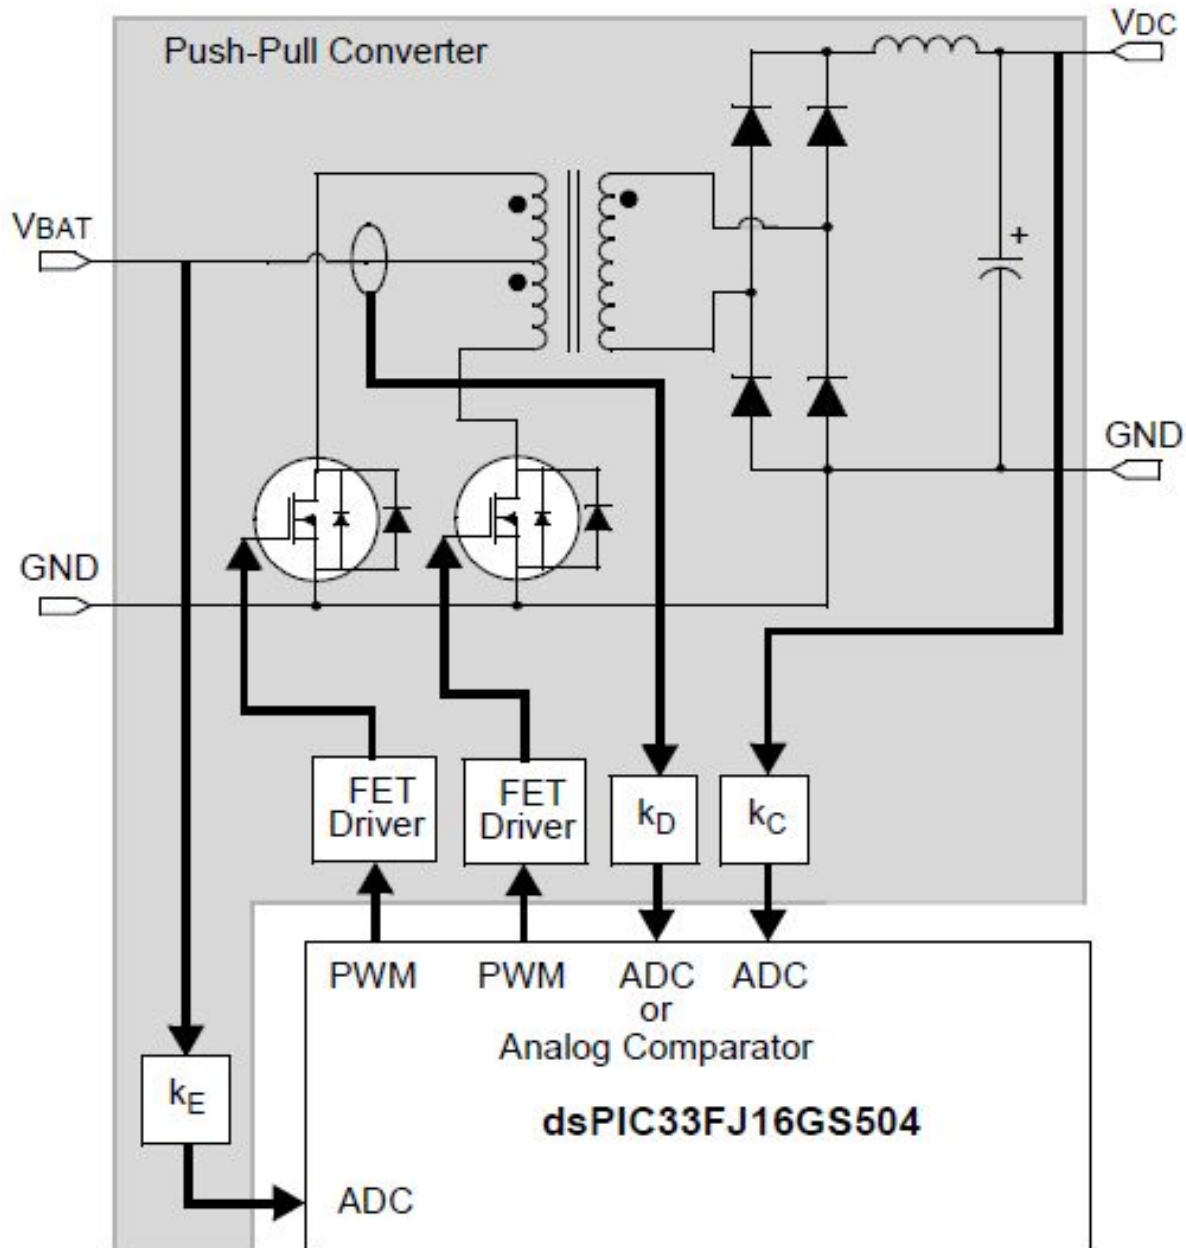 VDC
Push-Pull Converter
VBAT
+
GND
GND
FET
Driver
FET
Driver
kD
kC
PWM
PWM
ADC
or
Analog Comparator
ADC
kE
dsPIC33FJ16GS504
ADC